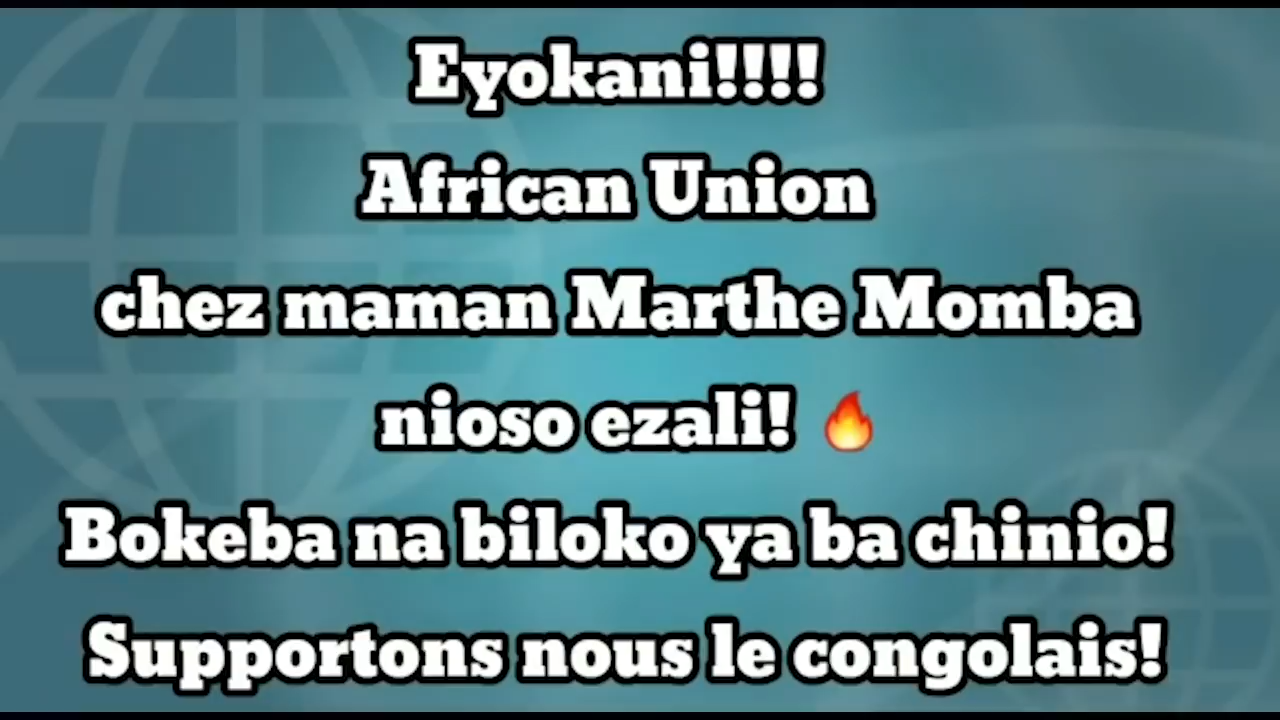 Eyokani!!!!
African Union
chez maman Marthe Momba
nioso ezali! 🔥
Bokeba na biloko ya ba chinio!
Supportons nous le congolais!